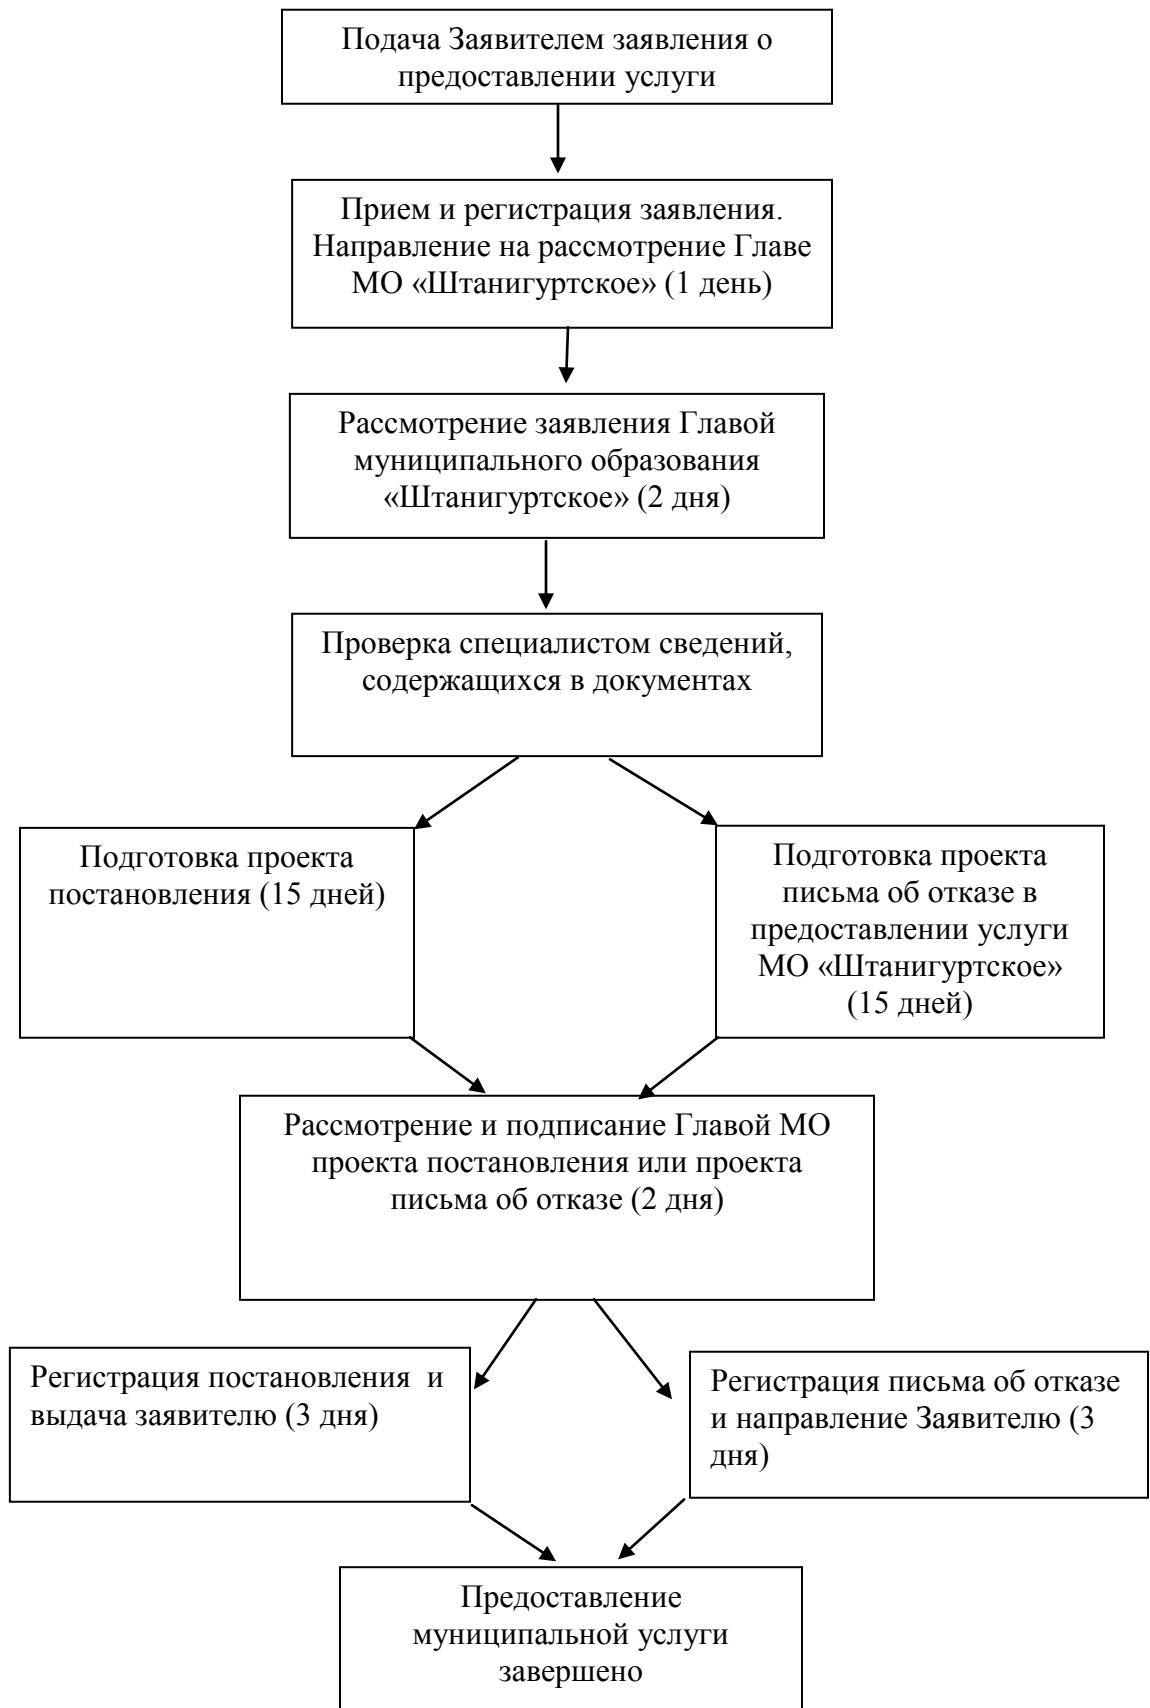 Подача Заявителем заявления о
предоставлении услуги
Прием и регистрация заявления.
Направление на рассмотрение Главе
МО «Штанигуртское» (1 день)
Рассмотрение заявления Главой
муниципального образования
«Штанигуртское» (2 дня)
Проверка специалистом сведений,
содержащихся в документах
Подготовка проекта
постановления (15 дней)
Подготовка проекта
письма об отказе в
предоставлении услуги
МО «Штанигуртское»
(15 дней)
Рассмотрение и подписание Главой МО
проекта постановления или проекта
письма об отказе (2 дня)
Регистрация постановления и
выдача заявителю (3 дня)
Регистрация письма об отказе
и направление Заявителю (3
дня)
Предоставление
муниципальной услуги
завершено